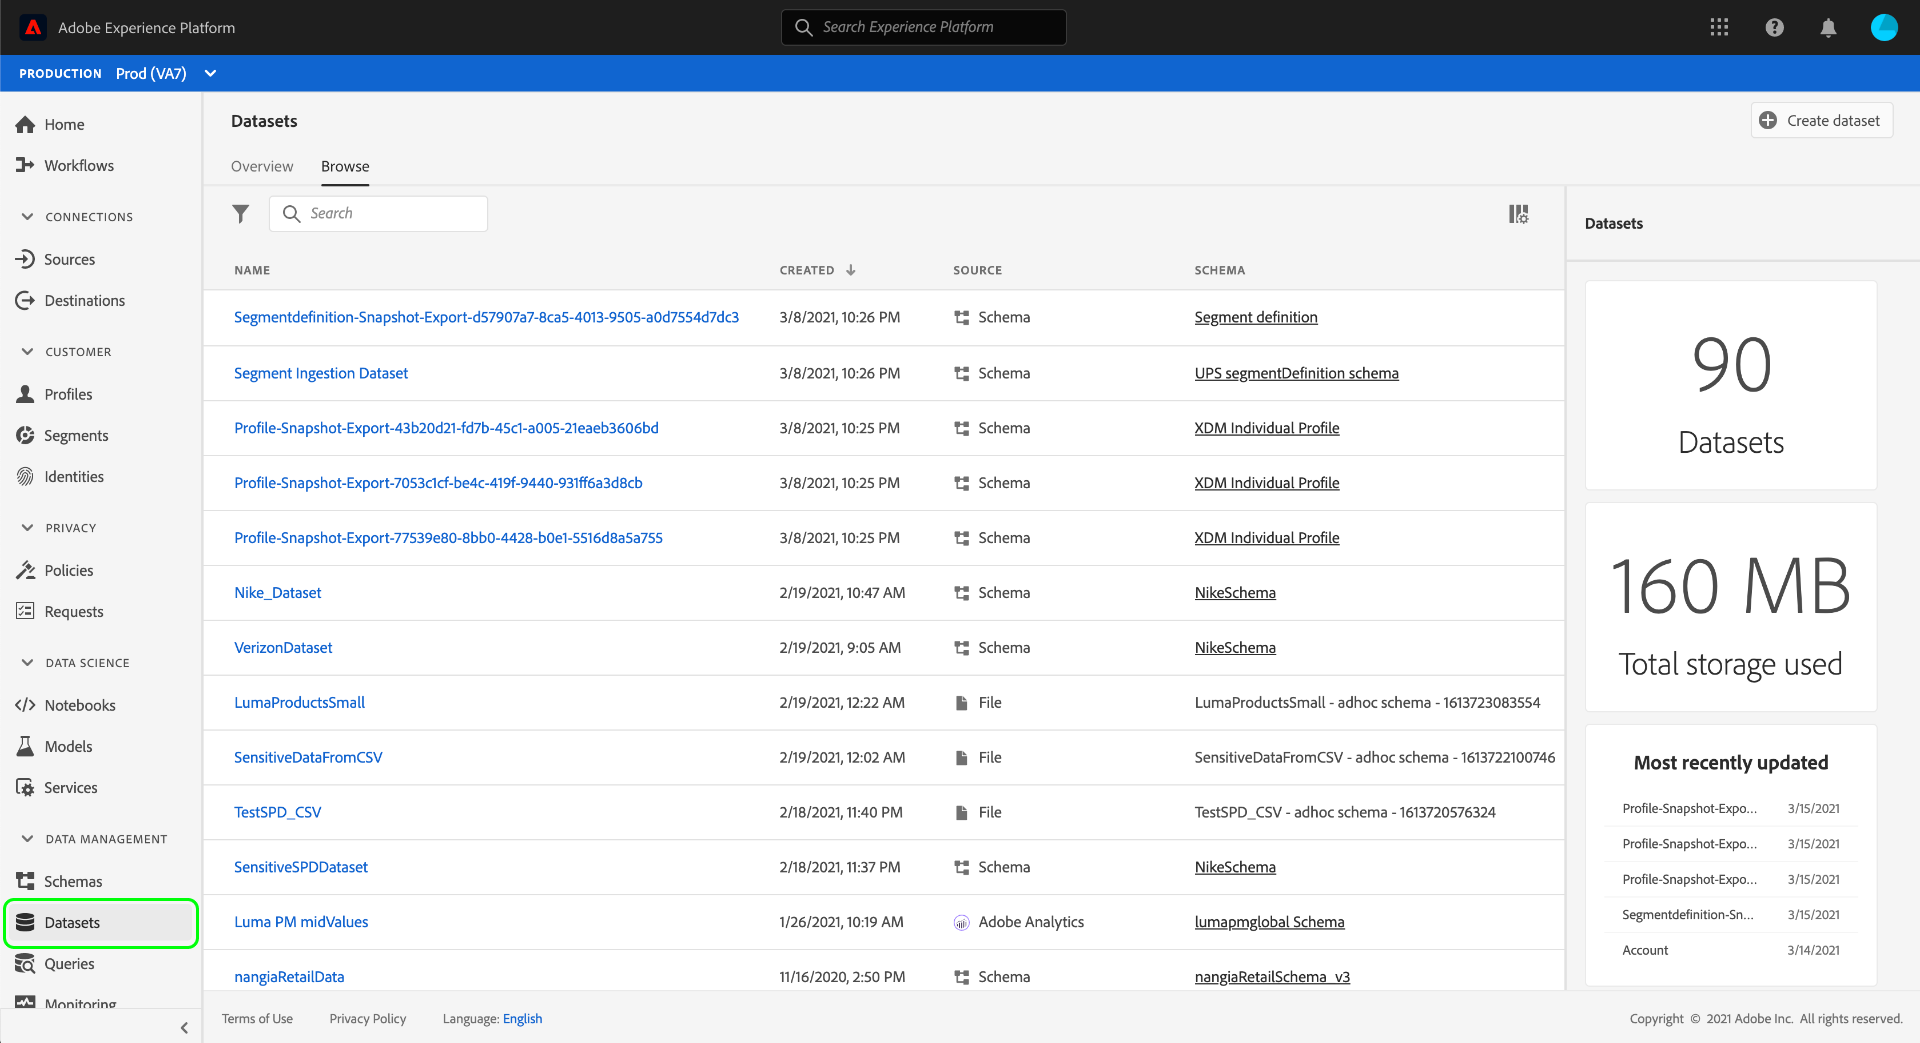 Adobe Experience Platform
Search Experience Platform
PRODUCTION Prod (VA7)
Home
Workflows
CONNECTIONS
Sources
Destinations
CUSTOMER
Profiles
Segments
Identities
PRIVACY
Policies
Requests
DATA SCIENCE
Notebooks
Models
Services
DATA MANAGEMENT
Schemas
Datasets
Queries
Monitoring
Datasets
Create dataset
Overview Browse
Search
NAME CREATED SOURCE SCHEMA
Segmentdefinition-Snapshot-Export-d57907a7-8ca5-4013-9505-a0d7554d7dc3 3/8/2021, 10:26 PM Schema Segment definition
Segment Ingestion Dataset 3/8/2021, 10:26 PM Schema UPS segmentDefinition schema
Profile-Snapshot-Export-43b20d21-fd7b-45c1-a005-21eaeb3606bd 3/8/2021, 10:25 PM Schema XDM Individual Profile
Profile-Snapshot-Export-7053c1cf-be4c-419f-9440-931ff6a3d8cb 3/8/2021, 10:25 PM Schema XDM Individual Profile
Profile-Snapshot-Export-77539e80-8bb0-4428-b0e1-5516d8a5a755 3/8/2021, 10:25 PM Schema XDM Individual Profile
Nike_Dataset 2/19/2021, 10:47 AM Schema NikeSchema
VerizonDataset 2/19/2021, 9:05 AM Schema NikeSchema
LumaProductsSmall 2/19/2021, 12:22 AM File LumaProductsSmall - adhoc schema - 1613723083554
SensitiveDataFromCSV 2/19/2021, 12:02 AM File SensitiveDataFromCSV - adhoc schema - 1613722100746
TestSPD_CSV 2/18/2021, 11:40 PM File TestSPD_CSV - adhoc schema - 1613720576324
SensitiveSPDDataset 2/18/2021, 11:37 PM Schema NikeSchema
Luma PM midValues 1/26/2021, 10:19 AM Adobe Analytics lumapmglobal Schema
nangiaRetailData 11/16/2020, 2:50 PM Schema nangiaRetailSchema_v3
Datasets
90
Datasets
160 MB
Total storage used
Most recently updated
Profile-Snapshot-Expo... 3/15/2021
Profile-Snapshot-Expo... 3/15/2021
Profile-Snapshot-Expo... 3/15/2021
Segmentdefinition-Sn... 3/15/2021
Account 3/14/2021
Terms of Use Privacy Policy Language: English
Copyright © 2021 Adobe Inc. All rights reserved.